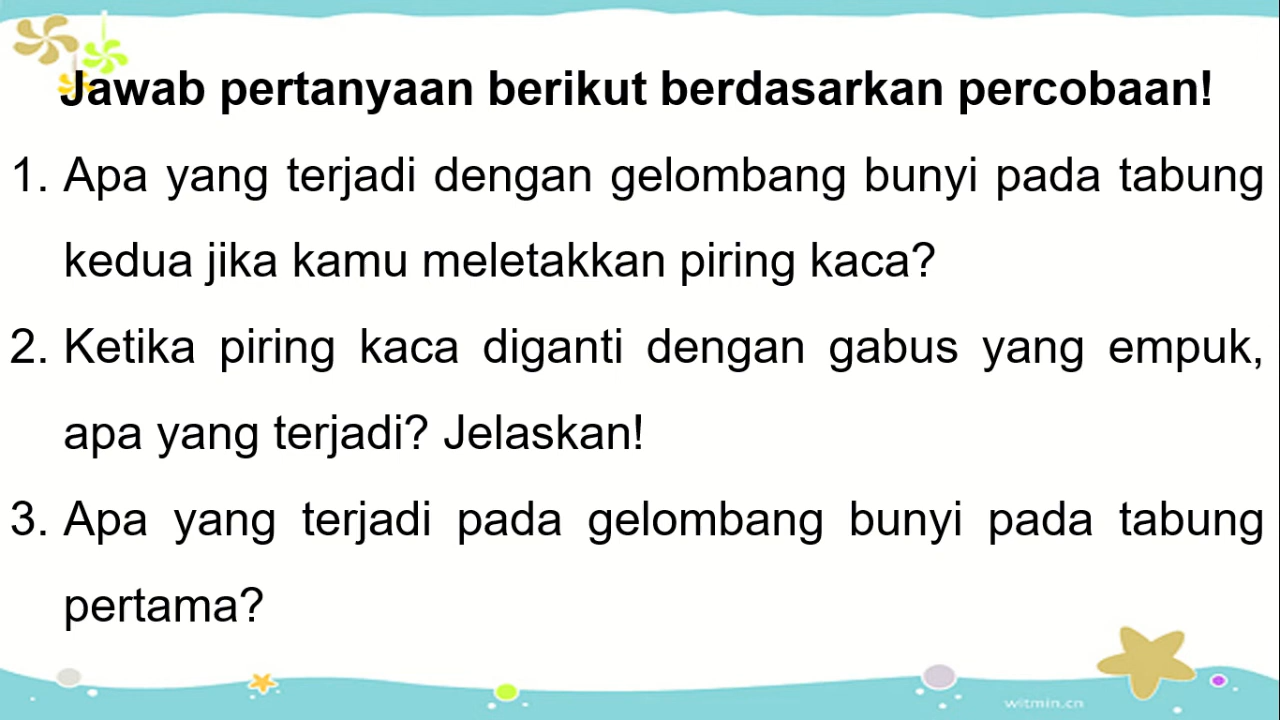 Jawab pertanyaan berikut berdasarkan percobaan!
1. Apa yang terjadi dengan gelombang bunyi pada tabung
kedua jika kamu meletakkan piring kaca?
2. Ketika piring kaca diganti dengan gabus yang empuk,
apa yang terjadi? Jelaskan!
3. Apa yang terjadi pada gelombang bunyi pada tabung
pertama?
witmin.cn